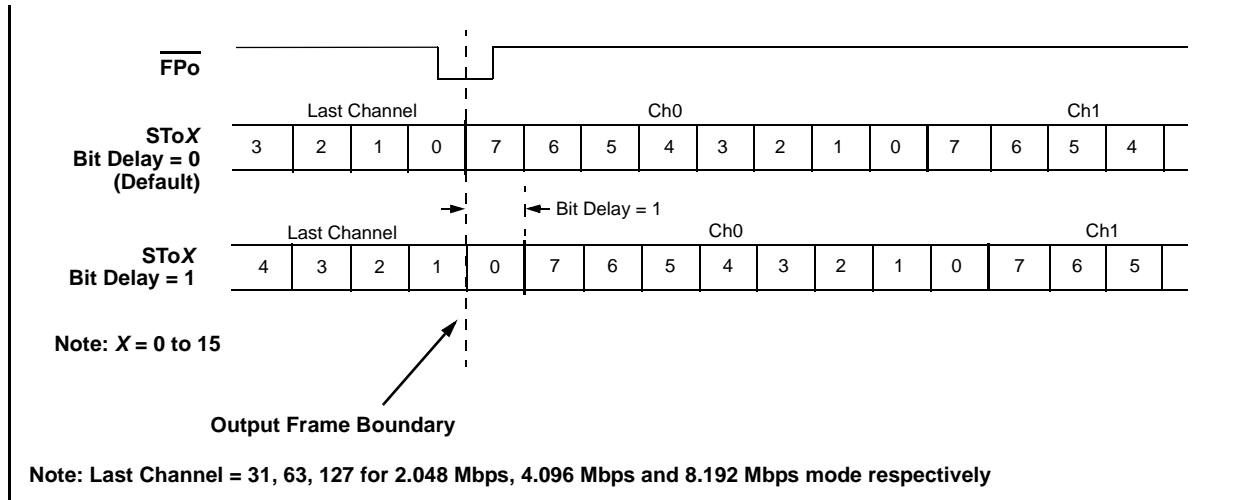 FPo
Last Channel Ch0 Ch1
SToX
Bit Delay = 0
(Default)
3 2 1 0 7 6 5 4 3 2 1 0 7 6 5 4
Bit Delay = 1
Last Channel Ch0 Ch1
SToX
Bit Delay = 1
4 3 2 1 0 7 6 5 4 3 2 1 0 7 6 5
Note: X = 0 to 15
Output Frame Boundary
Note: Last Channel = 31, 63, 127 for 2.048 Mbps, 4.096 Mbps and 8.192 Mbps mode respectively